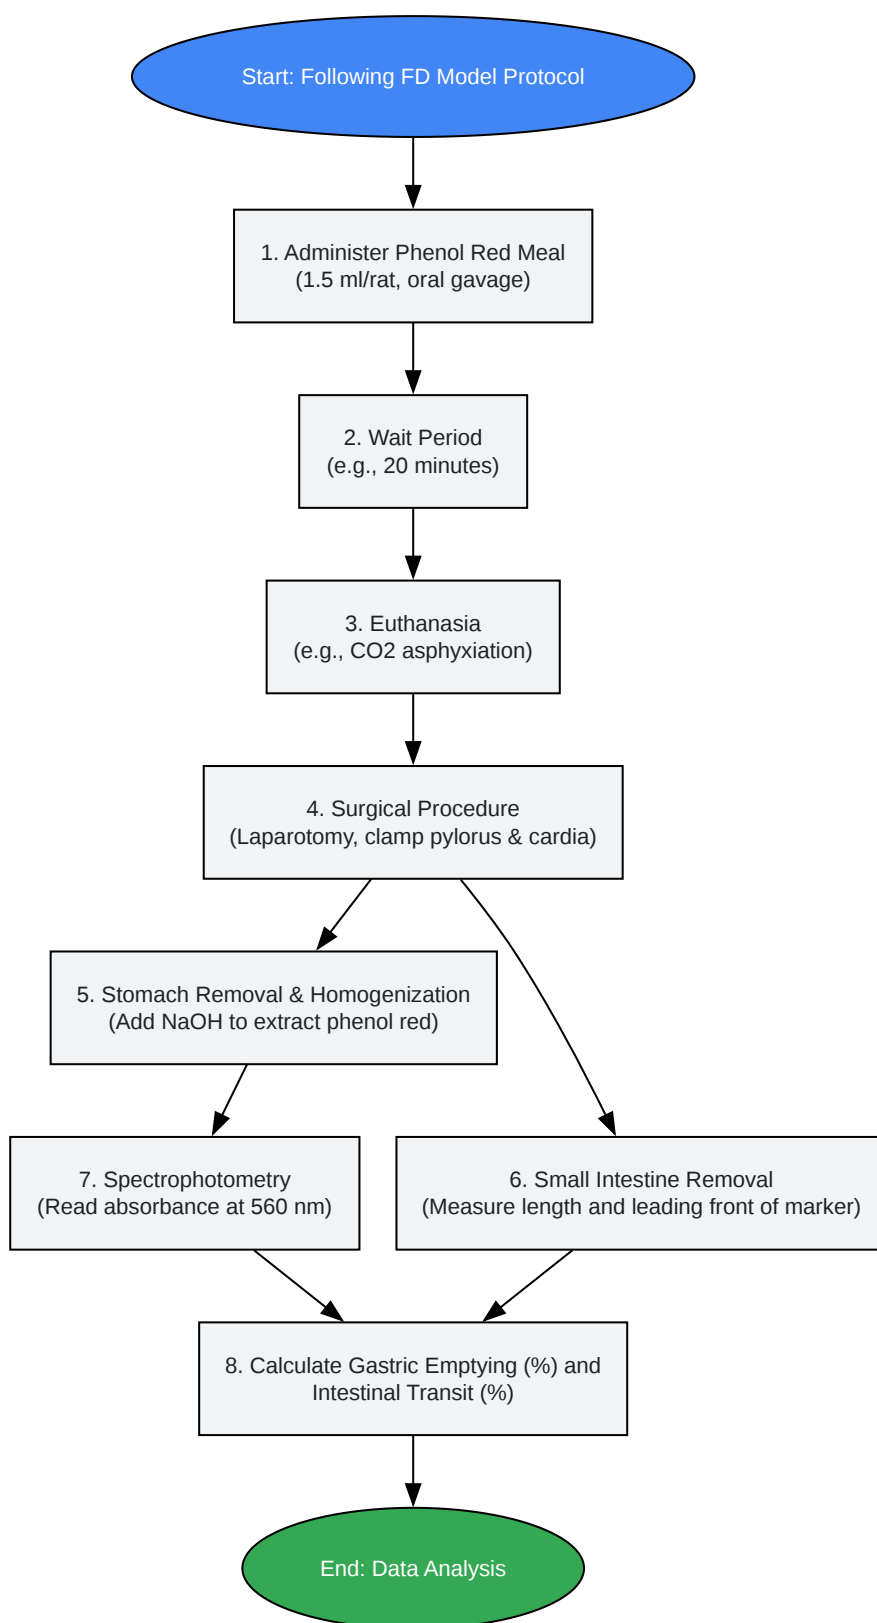 Start: Following FD Model Protocol
1. Administer Phenol Red Meal
(1.5 ml/rat, oral gavage)
2. Wait Period
(e.g., 20 minutes)
3. Euthanasia
(e.g., CO2 asphyxiation)
4. Surgical Procedure
(Laparotomy, clamp pylorus & cardia)
5. Stomach Removal & Homogenization
(Add NaOH to extract phenol red)
7. Spectrophotometry
(Read absorbance at 560 nm)
6. Small Intestine Removal
(Measure length and leading front of marker)
8. Calculate Gastric Emptying (%) and
Intestinal Transit (%)
End: Data Analysis